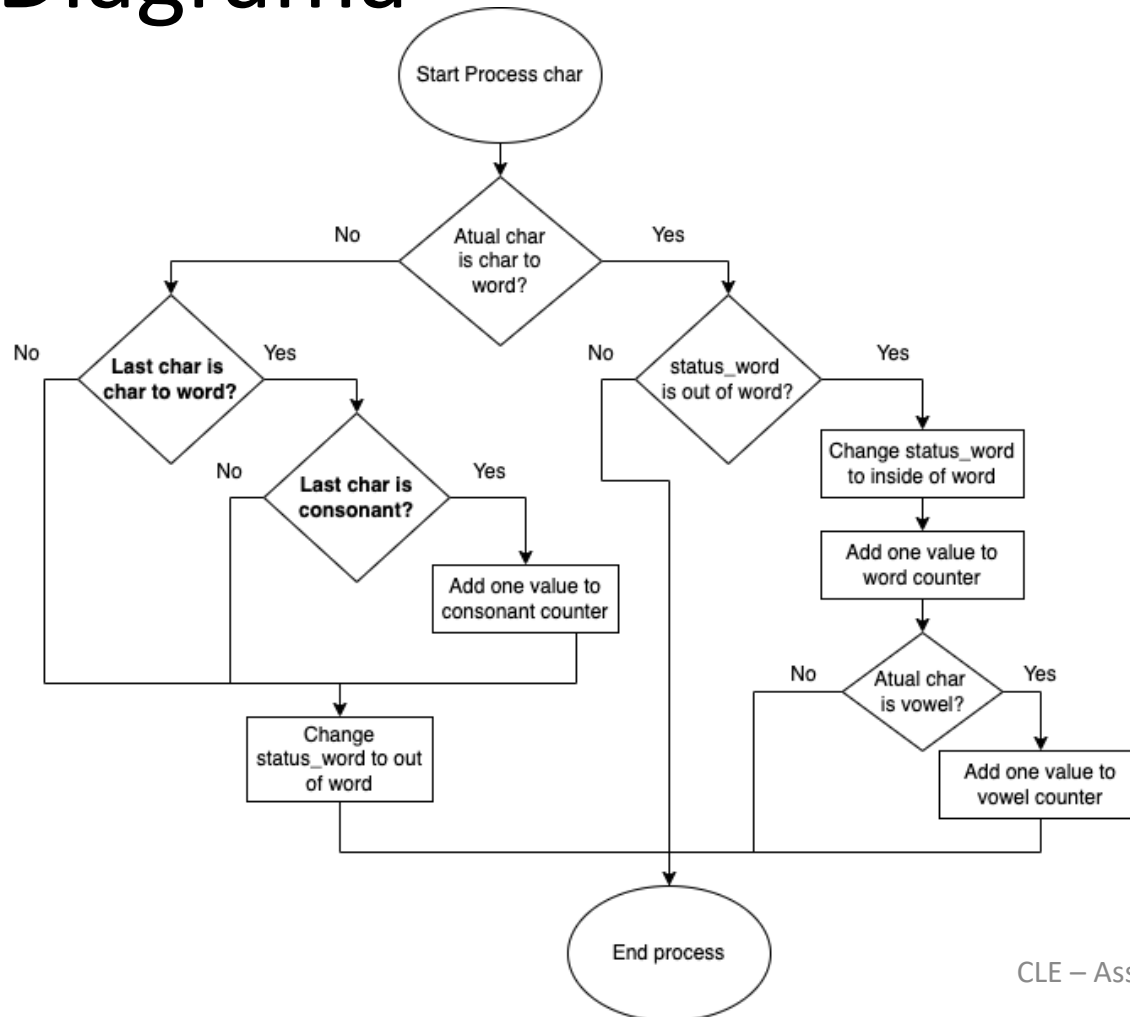 Diagrama
Start Process char
No
Atual char
is char to
word?
Yes
No
Last char is
char to word?
Yes
No
status_word
is out of word?
Yes
No
Last char is
consonant?
Yes
Change status_word
to inside of word
Add one value to
consonant counter
Add one value to
word counter
No
Atual char
is vowel?
Yes
Change
status_word to out
of word
Add one value to
vowel counter
End process
CLE – Ass